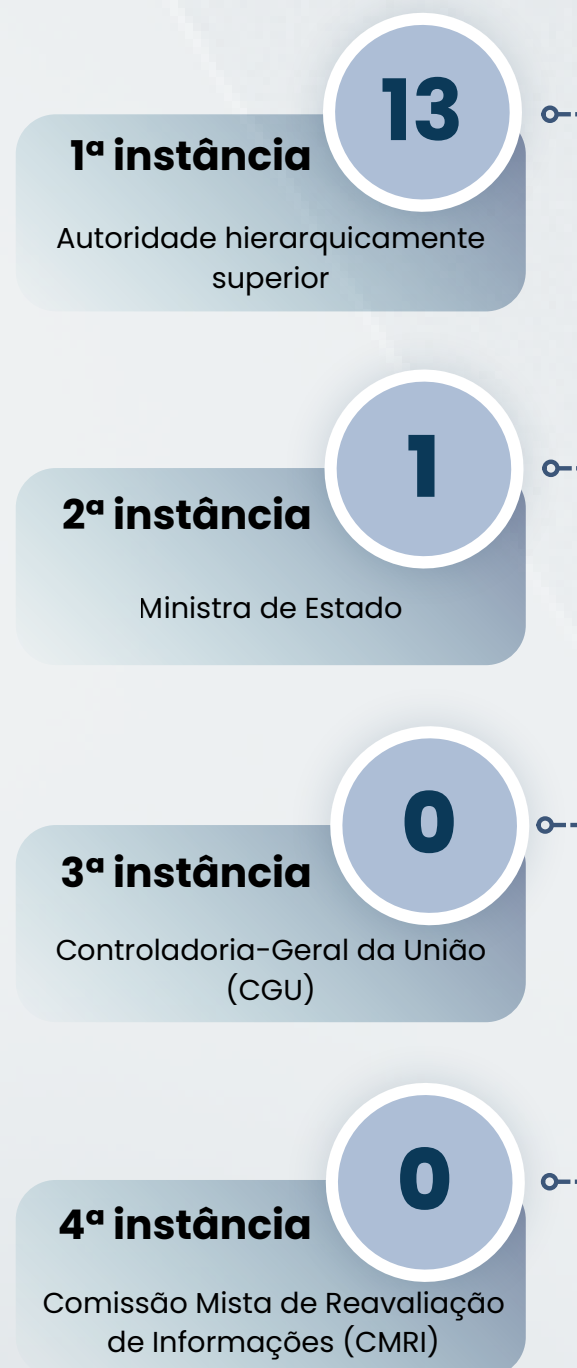 13
1ª instância
Autoridade hierarquicamente
superior
1
2ª instância
Ministra de Estado
0
3ª instância
Controladoria-Geral da União
(CGU)
0
4ª instância
Comissão Mista de Reavaliação
de Informações (CMRI)